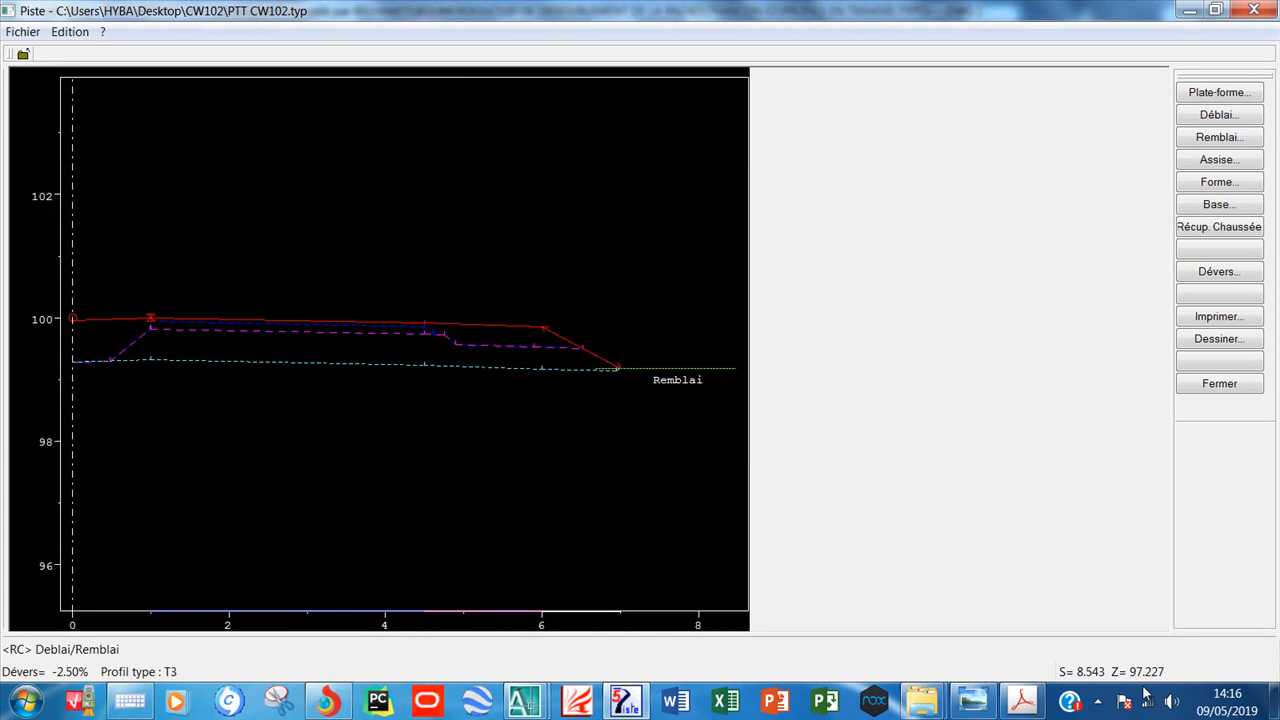 Piste - C:\Users\HYBA\Desktop\CW102\PTT CW102.typ
Fichier Edition ?
Plate-forme...
Déblai...
Remblai...
Assise...
Forme...
Base...
Récup. Chaussée
Dévers...
Imprimer...
Dessiner...
Fermer
102
100
98
96
Remblai
0 2 4 6 8
<RC> Deblai/Remblai
Dévers= -2.50% Profil type : T3
S= 8.543 Z= 97.227
14:16
09/05/2019